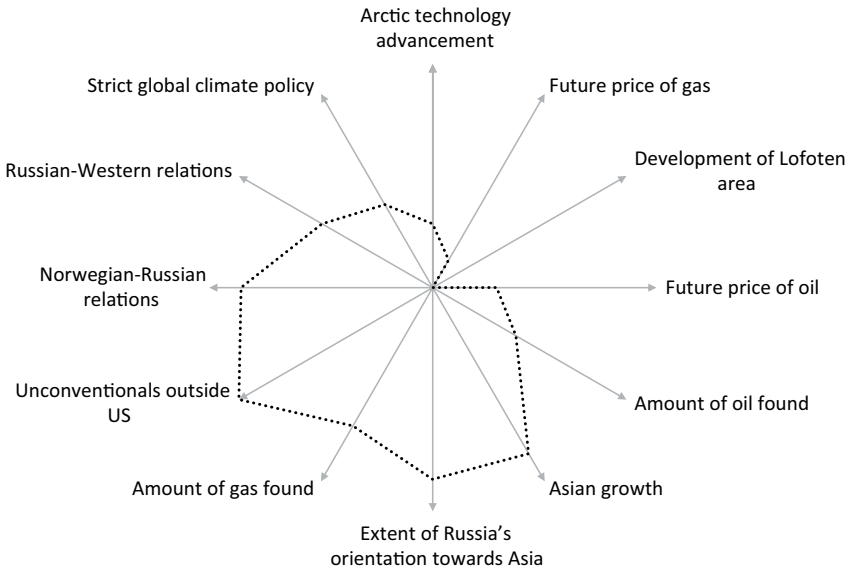 Arctic technology
advancement
Strict global climate policy
Future price of gas
Russian-Western relations
Development of Lofoten
area
Norwegian-Russian
relations
Future price of oil
Unconventionals outside
US
Amount of oil found
Amount of gas found
Asian growth
Extent of Russia’s
orientation towards Asia